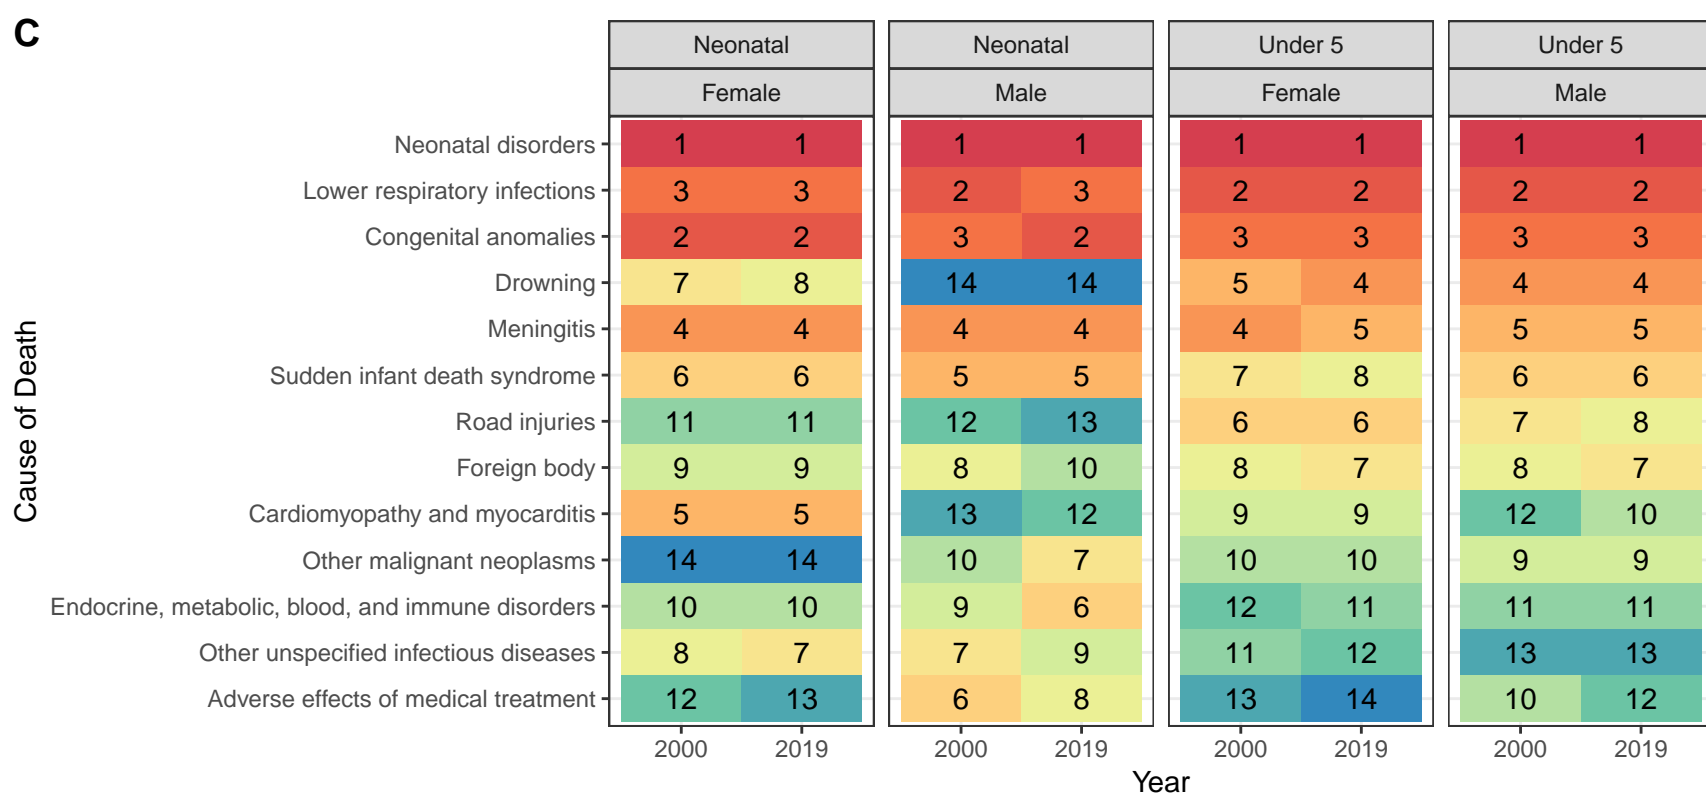 C
Neonatal Neonatal Under 5 Under 5
Female Male Female Male
Cause of Death
Neonatal disorders 1 1 1 1 1 1 1 1
Lower respiratory infections 3 3 2 3 2 2 2 2
Congenital anomalies 2 2 3 2 3 3 3 3
Drowning 7 8 14 14 5 4 4 4
Meningitis 4 4 4 4 4 5 5 5
Sudden infant death syndrome 6 6 5 5 7 8 6 6
Road injuries 11 11 12 13 6 6 7 8
Foreign body 9 9 8 10 8 7 8 7
Cardiomyopathy and myocarditis 5 5 13 12 9 9 12 10
Other malignant neoplasms 14 14 10 7 10 10 9 9
Endocrine, metabolic, blood, and immune disorders 10 10 9 6 12 11 11 11
Other unspecified infectious diseases 8 7 7 9 11 12 13 13
Adverse effects of medical treatment 12 13 6 8 13 14 10 12
2000 2019 2000 2019 2000 2019 2000 2019
Year